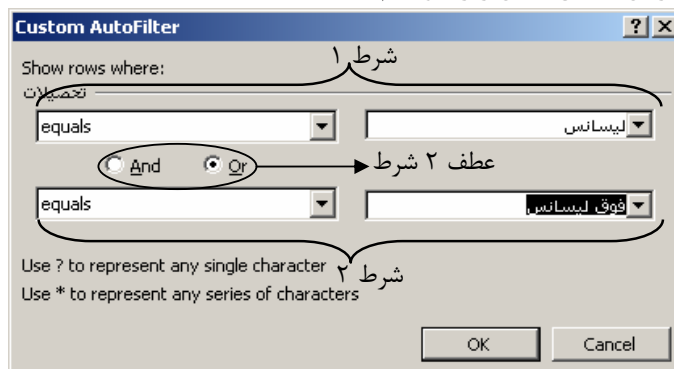 Custom AutoFilter
شرط ۱
Show rows where:
تحصیلات
equals
لیسانس
And
Or
عطف ۲ شرط
equals
فوق لیسانس
Use ? to represent any single character
شرط ۲
Use * to represent any series of characters
OK
Cancel